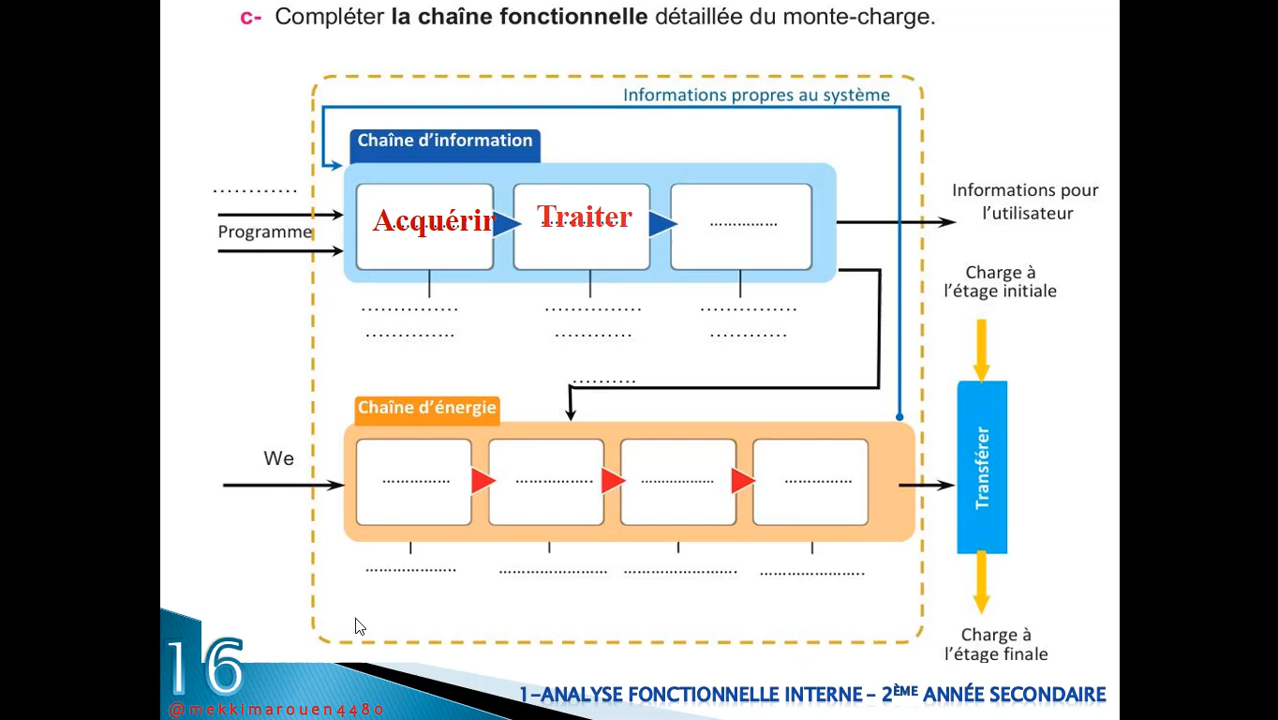 c- Compléter la chaîne fonctionnelle détaillée du monte-charge.
Informations propres au système
Chaîne d'information
...........
Programme
Acquérir
Traiter
...............
Informations pour
l'utilisateur
Charge à
l'étage initiale
.............
.............
.............
............
............
............
..........
Chaîne d'énergie
We
...............
.................
.................
...............
Transférer
....................
........................
........................
.......................
Charge à
l'étage finale
16
@mekkimarouen4480
1-ANALYSE FONCTIONNELLE INTERNE - 2ÈME ANNÉE SECONDAIRE